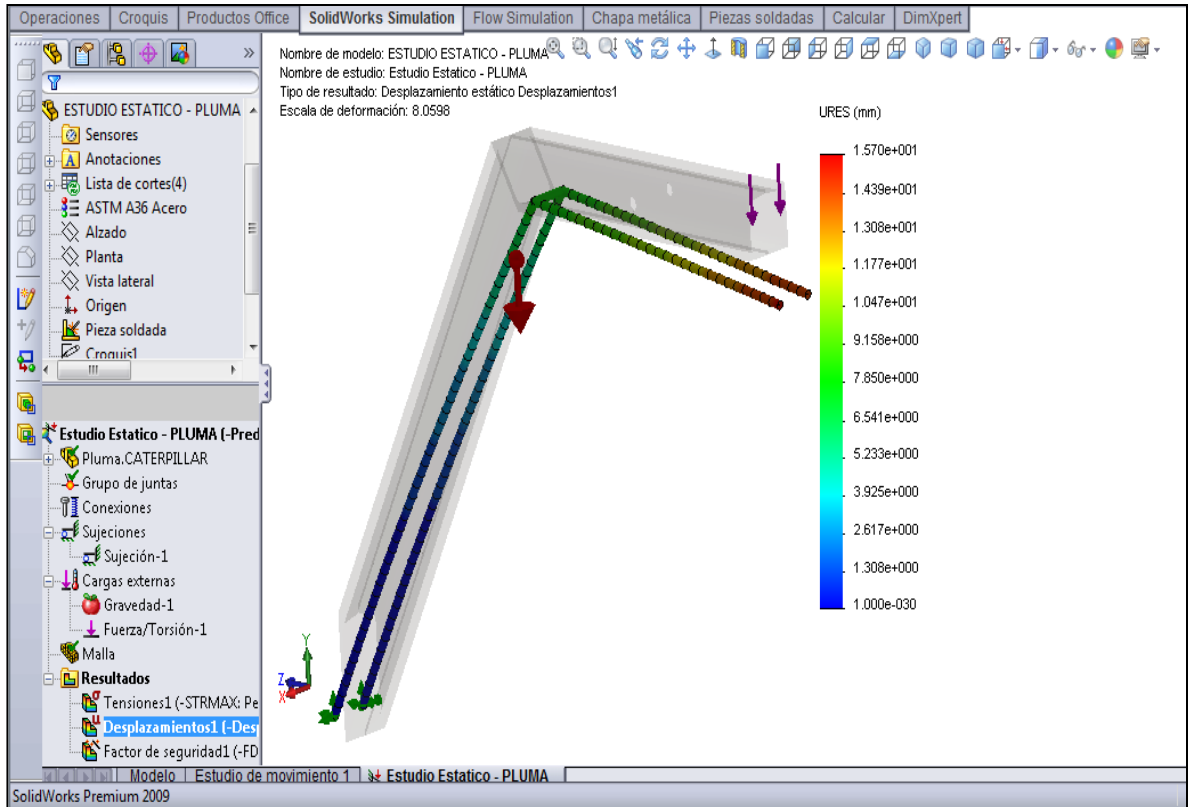 Operaciones Croquis Productos Office SolidWorks Simulation Flow Simulation Chapa metálica Piezas soldadas Calcular DimXpert
Nombre de modelo: ESTUDIO ESTATICO - PLUMA
Nombre de estudio: Estudio Estatico - PLUMA
Tipo de resultado: Desplazamiento estático Desplazamientos1
Escala de deformación: 8.0598
URES (mm)
1.570e+001
1.439e+001
1.308e+001
1.177e+001
1.047e+001
9.158e+000
7.850e+000
6.541e+000
5.233e+000
3.925e+000
2.617e+000
1.308e+000
1.000e-030
ESTUDIO ESTATICO - PLUMA
Sensores
Anotaciones
Lista de cortes(4)
ASTM A36 Acero
Alzado
Planta
Vista lateral
Origen
Pieza soldada
Croquis1
Estudio Estatico - PLUMA (-Pred
Pluma.CATERPILLAR
Grupo de juntas
Conexiones
Sujeciones
Sujeción-1
Cargas externas
Gravedad-1
Fuerza/Torsión-1
Malla
Resultados
Tensiones1 (-STRMAX: Pe
Desplazamientos1 (-Des
Factor de seguridad1 (-FD
Y
Z
X
Modelo Estudio de movimiento 1 Estudio Estatico - PLUMA
SolidWorks Premium 2009